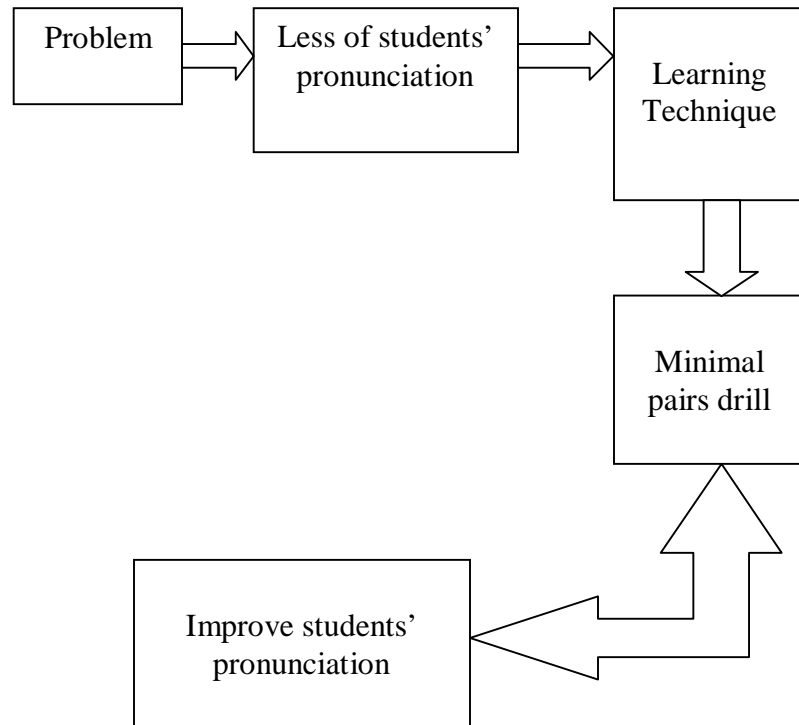 Problem
Less of students’
pronunciation
Learning
Technique
Minimal
pairs drill
Improve students’
pronunciation